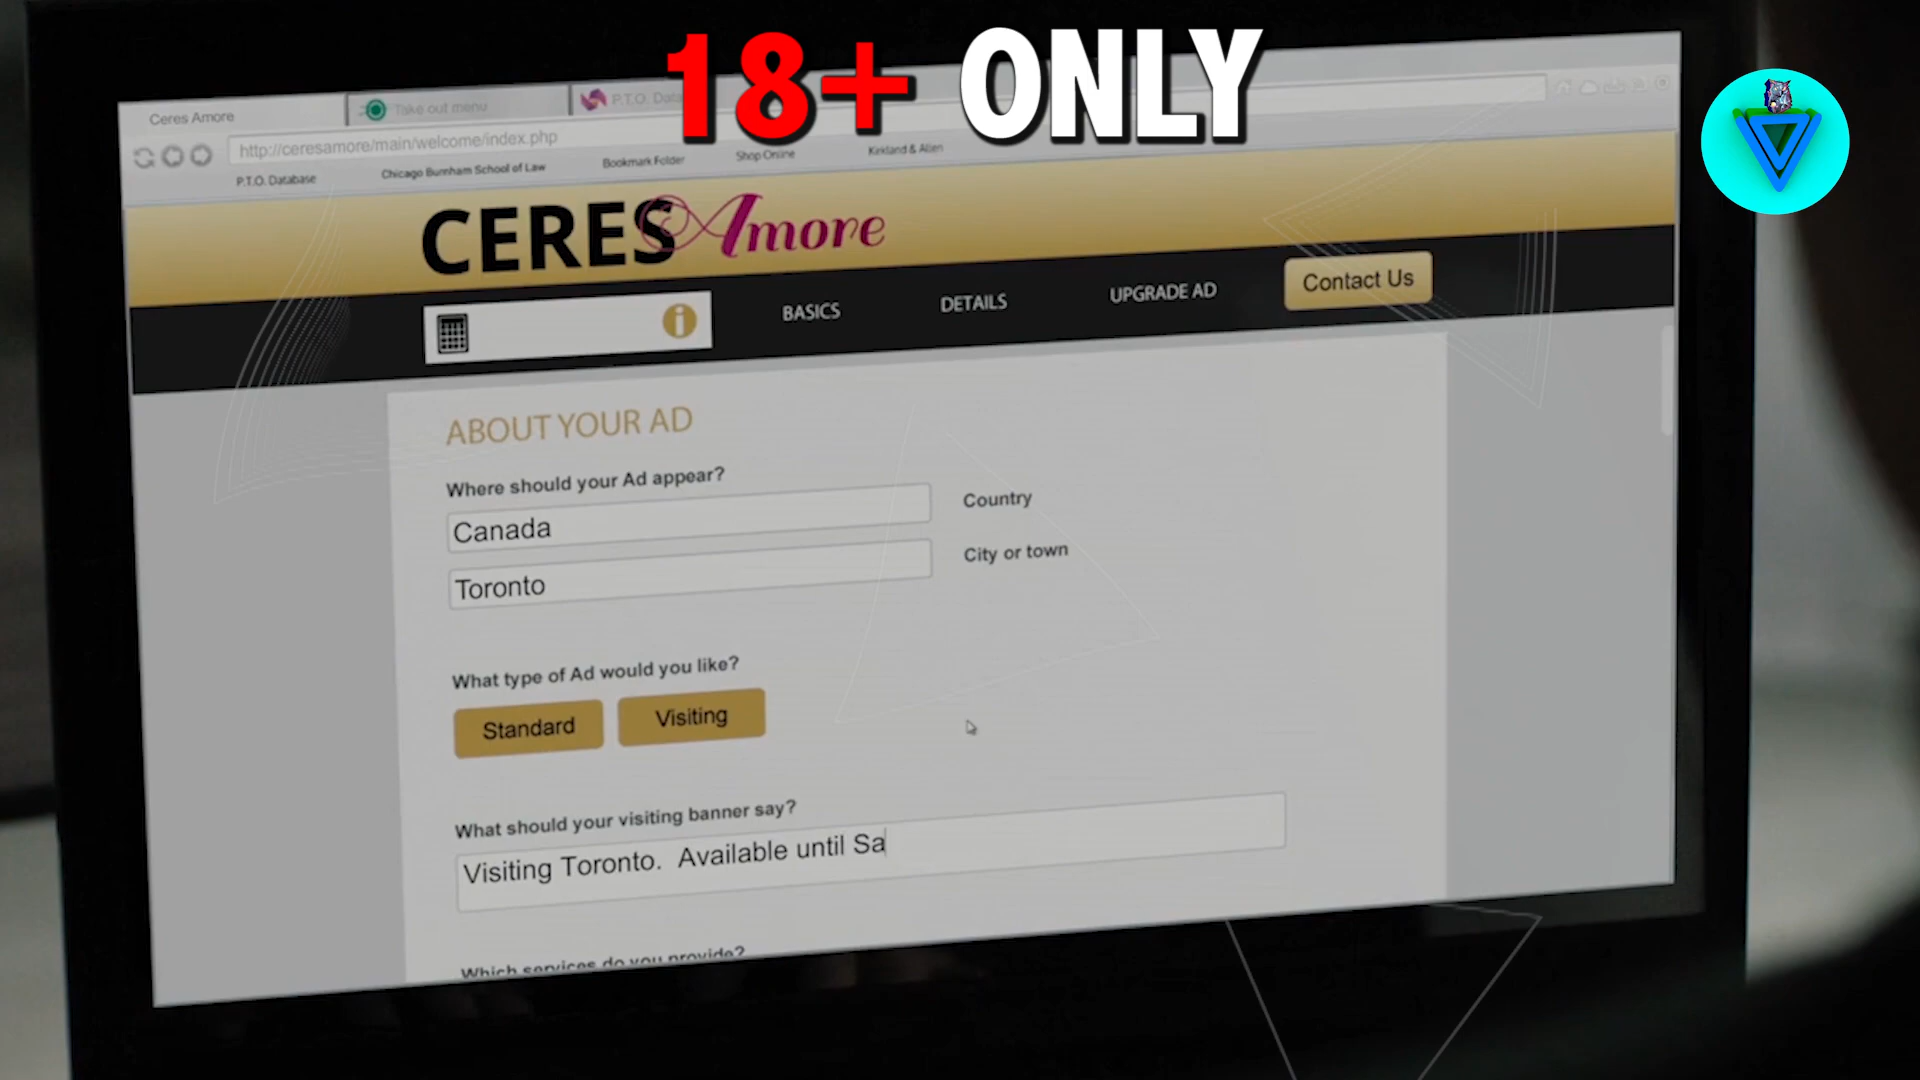 18+ ONLY
Ceres Amore
Take out menu
P.T.O. Data
http://ceresamore/main/welcome/index.php
P.T.O. Database
Chicago Burnham School of Law
Bookmark Folder
Shop Online
Kirkland & Allen
CERES Amore
BASICS
DETAILS
UPGRADE AD
Contact Us
ABOUT YOUR AD
Where should your Ad appear?
Canada
Country
Toronto
City or town
What type of Ad would you like?
Standard
Visiting
What should your visiting banner say?
Visiting Toronto. Available until Sa
Which services do you provide?